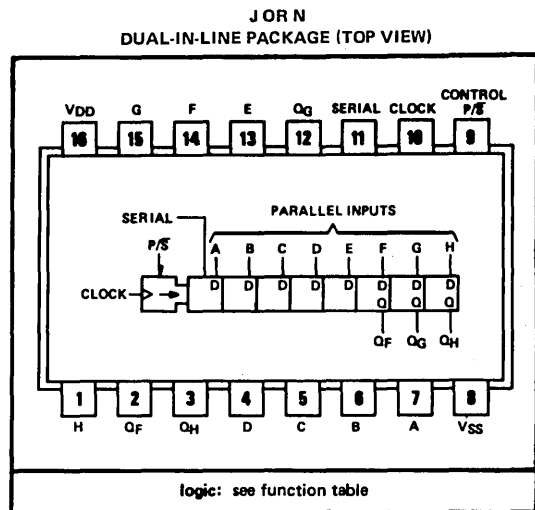 J OR N
DUAL-IN-LINE PACKAGE (TOP VIEW)
VDD G F E QG SERIAL CLOCK CONTROL P/S̅
16 15 14 13 12 11 10 9
SERIAL
PARALLEL INPUTS
P/S̅
A B C D E F G H
CLOCK
D D D D D D D D
Q Q Q
QF QG QH
1 2 3 4 5 6 7 8
H QF QH D C B A VSS
logic: see function table